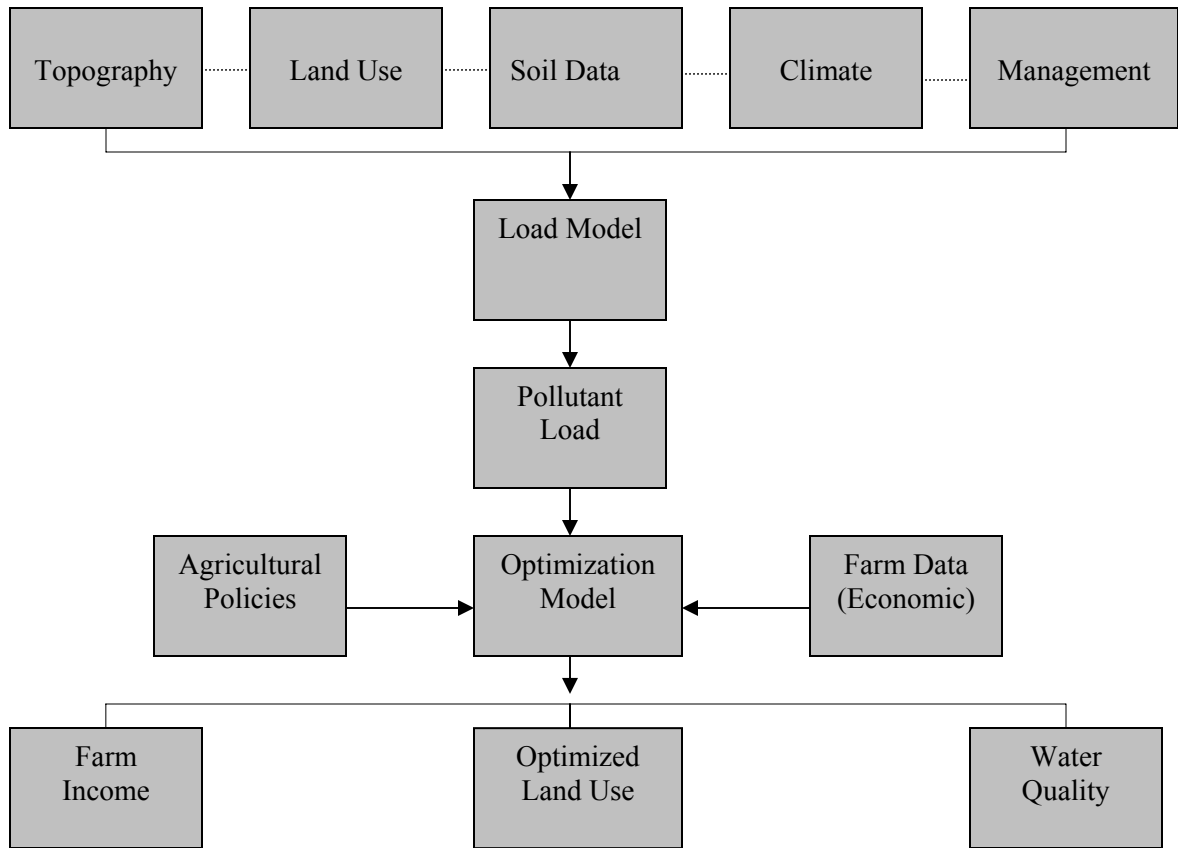 Topography
Land Use
Soil Data
Climate
Management
Load Model
Pollutant
Load
Agricultural
Policies
Optimization
Model
Farm Data
(Economic)
Farm
Income
Optimized
Land Use
Water
Quality